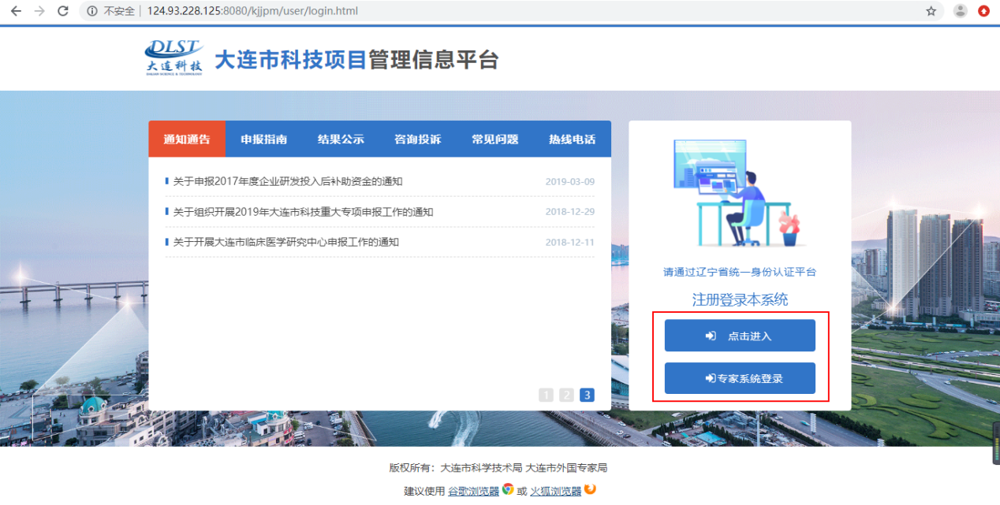 不安全 124.93.228.125:8080/kjjpm/user/login.html
DLST
大连科技
DALIAN SCIENCE & TECHNOLOGY
大连市科技项目管理信息平台
通知通告 申报指南 结果公示 咨询投诉 常见问题 热线电话
关于申报2017年度企业研发投入后补助资金的通知 2019-03-09
关于组织开展2019年大连市科技重大专项申报工作的通知 2018-12-29
关于开展大连市临床医学研究中心申报工作的通知 2018-12-11
1 2 3
请通过辽宁省统一身份认证平台
注册登录本系统
点击进入
专家系统登录
版权所有：大连市科学技术局 大连市外国专家局
建议使用 谷歌浏览器 或 火狐浏览器